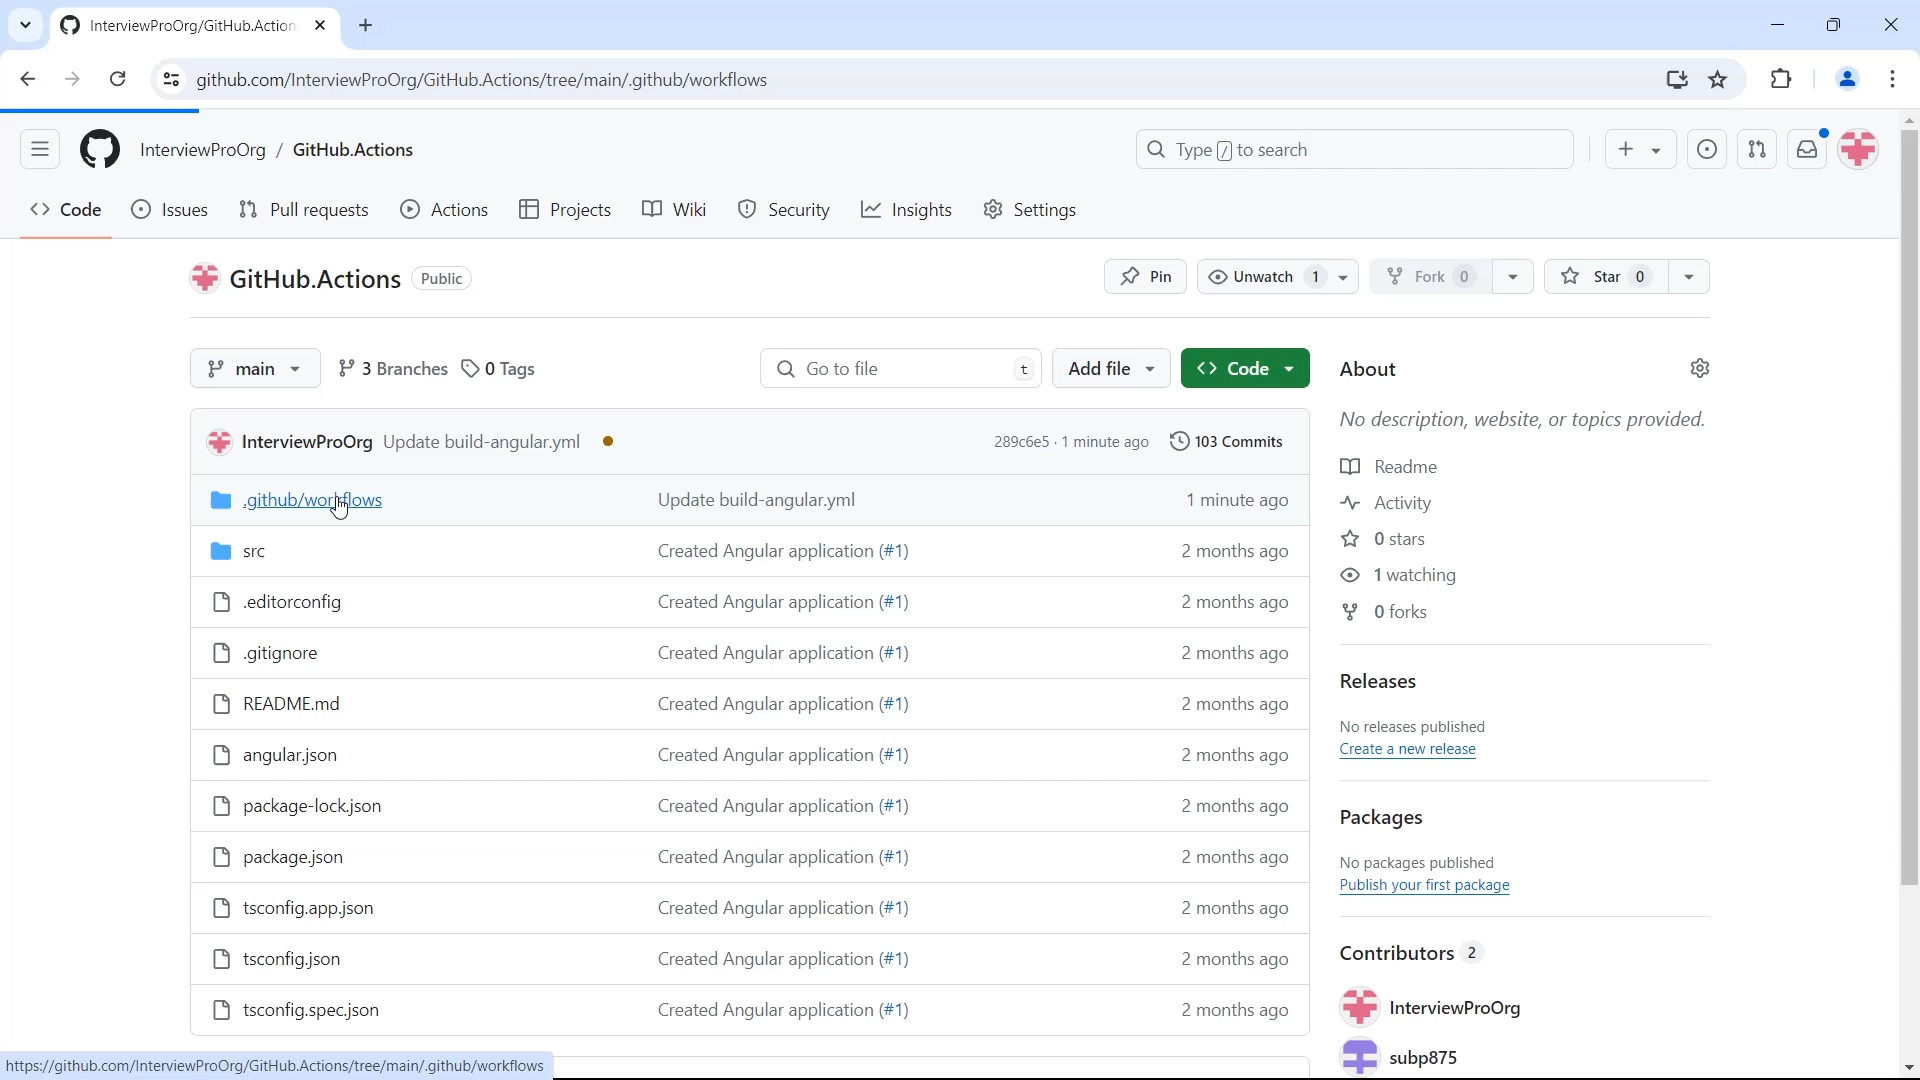 InterviewProOrg/GitHub.Action
github.com/InterviewProOrg/GitHub.Actions/tree/main/.github/workflows
InterviewProOrg / GitHub.Actions
Type / to search
Code Issues Pull requests Actions Projects Wiki Security Insights Settings
GitHub.Actions Public
Pin Unwatch 1 Fork 0 Star 0
main 3 Branches 0 Tags Go to file t Add file Code
InterviewProOrg Update build-angular.yml 289c6e5 · 1 minute ago 103 Commits
.github/workflows Update build-angular.yml 1 minute ago
src Created Angular application (#1) 2 months ago
.editorconfig Created Angular application (#1) 2 months ago
.gitignore Created Angular application (#1) 2 months ago
README.md Created Angular application (#1) 2 months ago
angular.json Created Angular application (#1) 2 months ago
package-lock.json Created Angular application (#1) 2 months ago
package.json Created Angular application (#1) 2 months ago
tsconfig.app.json Created Angular application (#1) 2 months ago
tsconfig.json Created Angular application (#1) 2 months ago
tsconfig.spec.json Created Angular application (#1) 2 months ago
About
No description, website, or topics provided.
Readme
Activity
0 stars
1 watching
0 forks
Releases
No releases published
Create a new release
Packages
No packages published
Publish your first package
Contributors 2
InterviewProOrg
subp875
https://github.com/InterviewProOrg/GitHub.Actions/tree/main/.github/workflows